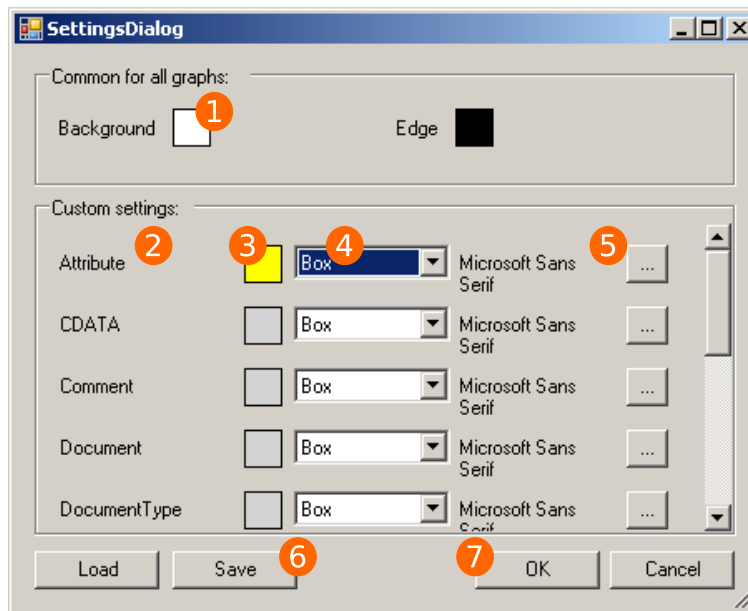 SettingsDialog
Common for all graphs:
Background 1 Edge
Custom settings:
2 3 4 5
Attribute Box Microsoft Sans ...
Serif
CDATA Box Microsoft Sans ...
Serif
Comment Box Microsoft Sans ...
Serif
Document Box Microsoft Sans ...
Serif
DocumentType Box Microsoft Sans ...
Serif
6 7
Load Save OK Cancel